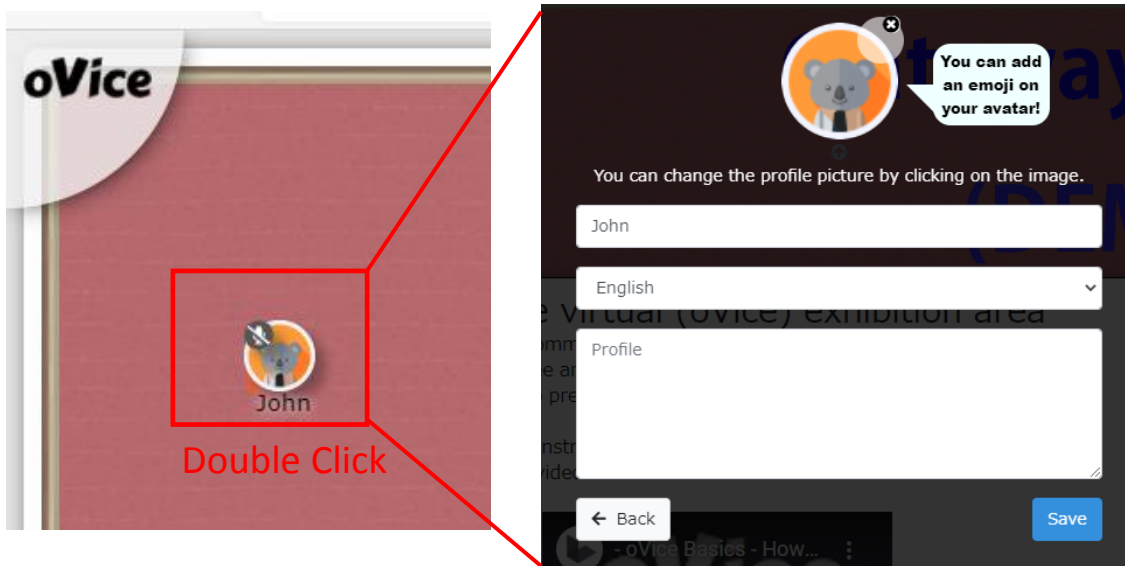 oVice
John
Double Click
You can add
an emoji on
your avatar!
You can change the profile picture by clicking on the image.
John
English
virtual (oVice) exhibition area
Profile
Back
Save
- oVice Basics - How...